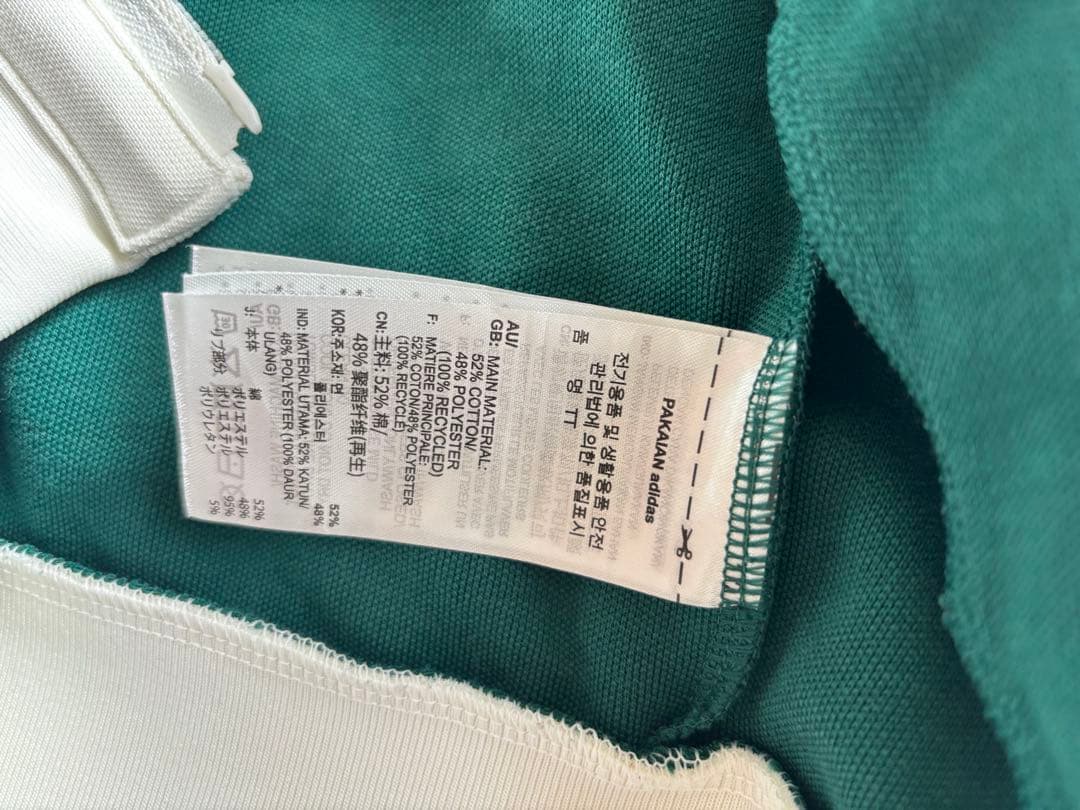 PAKAIAN adidas
전기용품 및 생활용품 안전
관리법에 의한 품질표시
품 명 TT
AU/
GB: MAIN MATERIAL:
52% COTTON/
48% POLYESTER
(100% RECYCLED)
F: MATIERE PRINCIPALE:
52% COTON/48% POLYESTER
(100% RECYCLE)
CN: 主料: 52% 棉/
48% 聚酯纤维(再生)
KOR: 주소재: 면 52%
폴리에스터 48%
IND: MATERIAL UTAMA: 52% KATUN/
48% POLYESTER (100% DAUR
ULANG)
J: 本体 綿 52%
ポリエステル 48%
リブ部分 ポリエステル 95%
ポリウレタン 5%